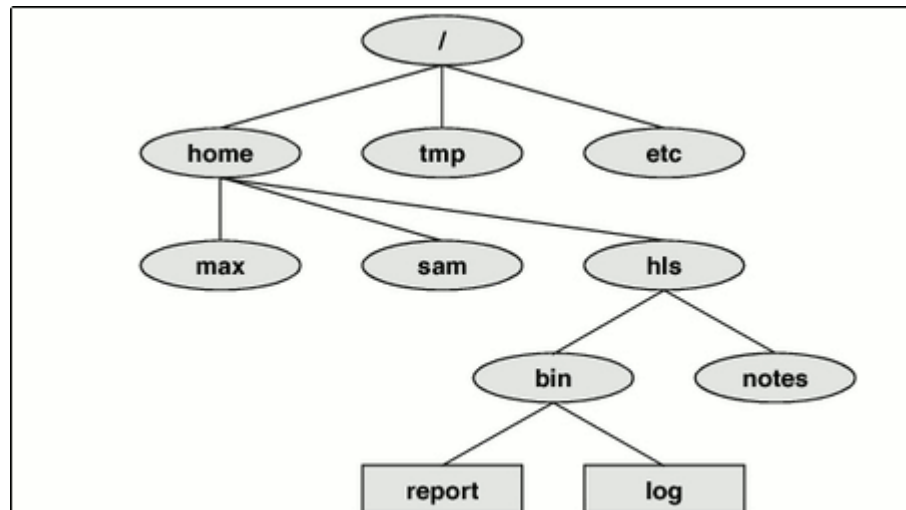 /
home tmp etc
max sam hls
bin notes
report log